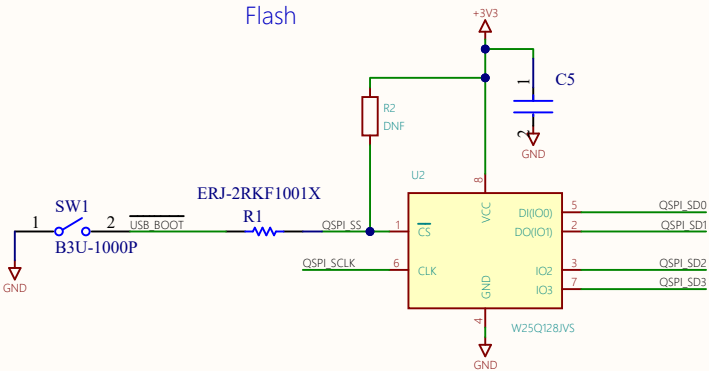 Flash
+3V3
1
C5
R2
DNF
2
GND
U2
ERJ-2RKF1001X
8
SW1
R1
VCC
DI(IO0)
5
QSPI_SD0
1
2
USB_BOOT
QSPI_SS
1
CS
DO(IO1)
2
QSPI_SD1
B3U-1000P
QSPI_SCLK
6
CLK
IO2
3
QSPI_SD2
GND
GND
IO3
7
QSPI_SD3
4
W25Q128JVS
GND